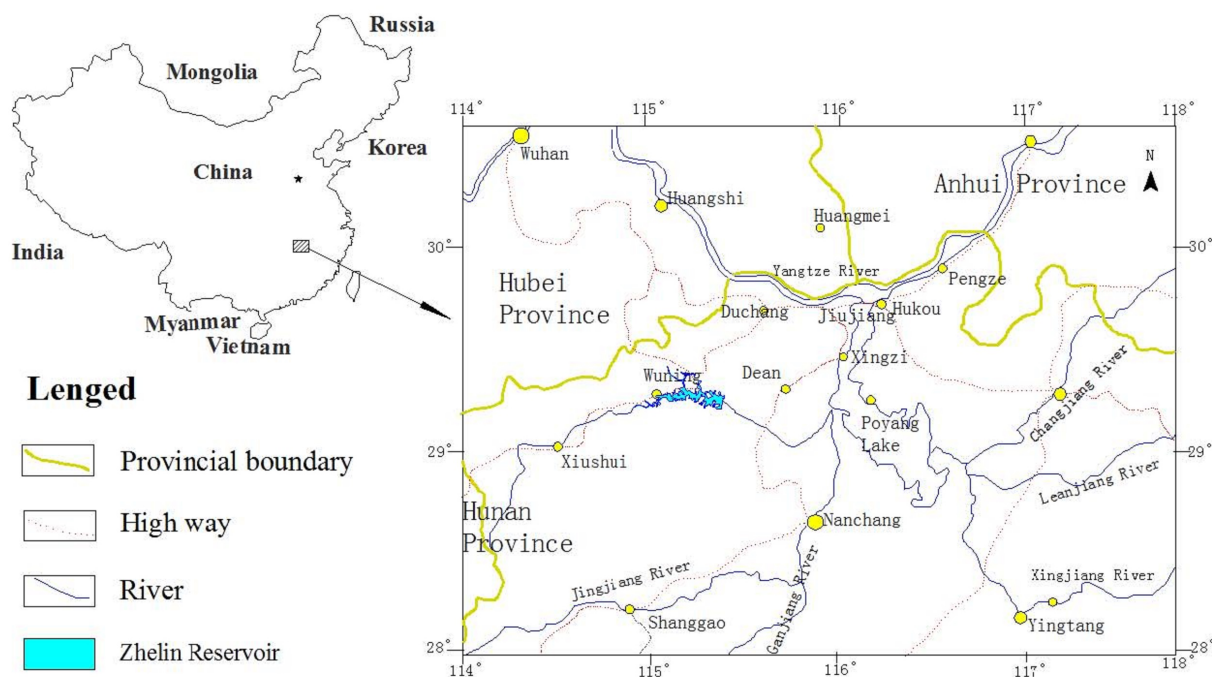 Russia
Mongolia
Korea
China
India
Myanmar
Vietnam
Lenged
Provincial boundary
High way
River
Zhelin Reservoir
114°
115°
116°
117°
118°
Wuhan
N
Anhui Province
Huangshi
Huangmei
30°
30°
Yangtze River
Pengze
Hubei
Province
Duchang
Jiujiang
Hukou
Xingzi
Wuning
Dean
Changjiang River
Poyang
Lake
29°
29°
Xiushui
Leanjiang River
Hunan
Province
Nanchang
Jingjiang River
Ganjiang River
Xingjiang River
Shanggao
Yingtang
28°
28°
114°
115°
116°
117°
118°